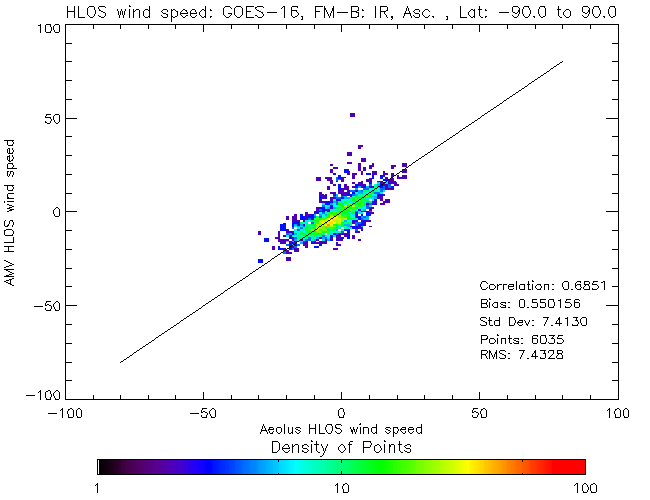 HLOS wind speed: GOES-16, FM-B: IR, Asc. , Lat: -90.0 to 90.0
100
50
0
-50
-100
AMV HLOS wind speed
Correlation: 0.6851
Bias: 0.550156
Std Dev: 7.4130
Points: 6035
RMS: 7.4328
-100 -50 0 50 100
Aeolus HLOS wind speed
Density of Points
1 10 100